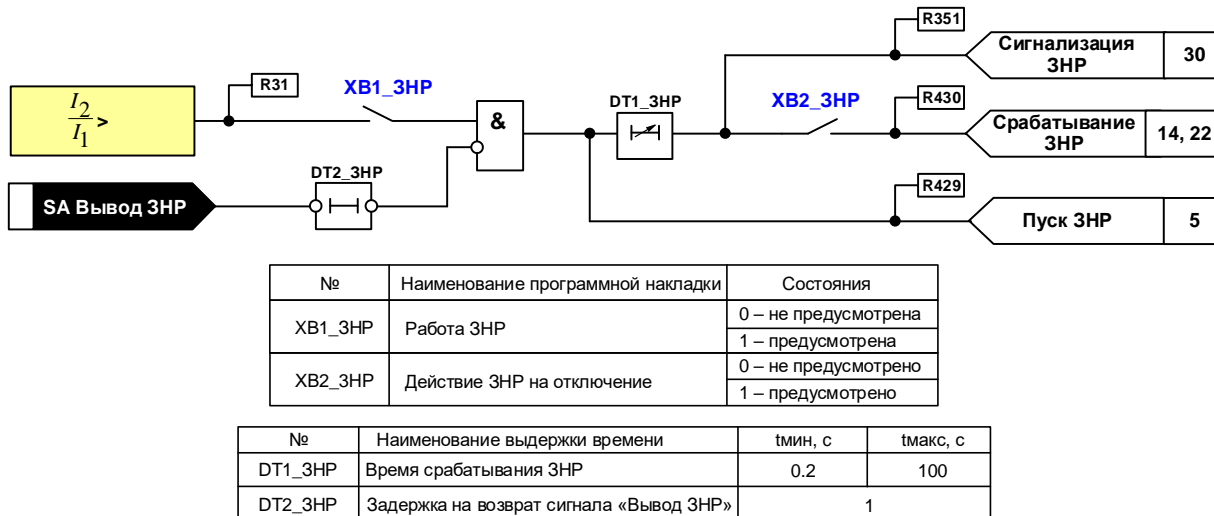 R351
Сигнализация
ЗНР
30
I2
I1
>
R31
XB1_ЗНР
&
DT1_ЗНР
XB2_ЗНР
R430
Срабатывание
ЗНР
14, 22
SA Вывод ЗНР
DT2_ЗНР
R429
Пуск ЗНР
5
№ Наименование программной накладки Состояния
XB1_ЗНР Работа ЗНР 0 – не предусмотрена
1 – предусмотрена
XB2_ЗНР Действие ЗНР на отключение 0 – не предусмотрено
1 – предусмотрено
№ Наименование выдержки времени tмин, с tмакс, с
DT1_ЗНР Время срабатывания ЗНР 0.2 100
DT2_ЗНР Задержка на возврат сигнала «Вывод ЗНР» 1